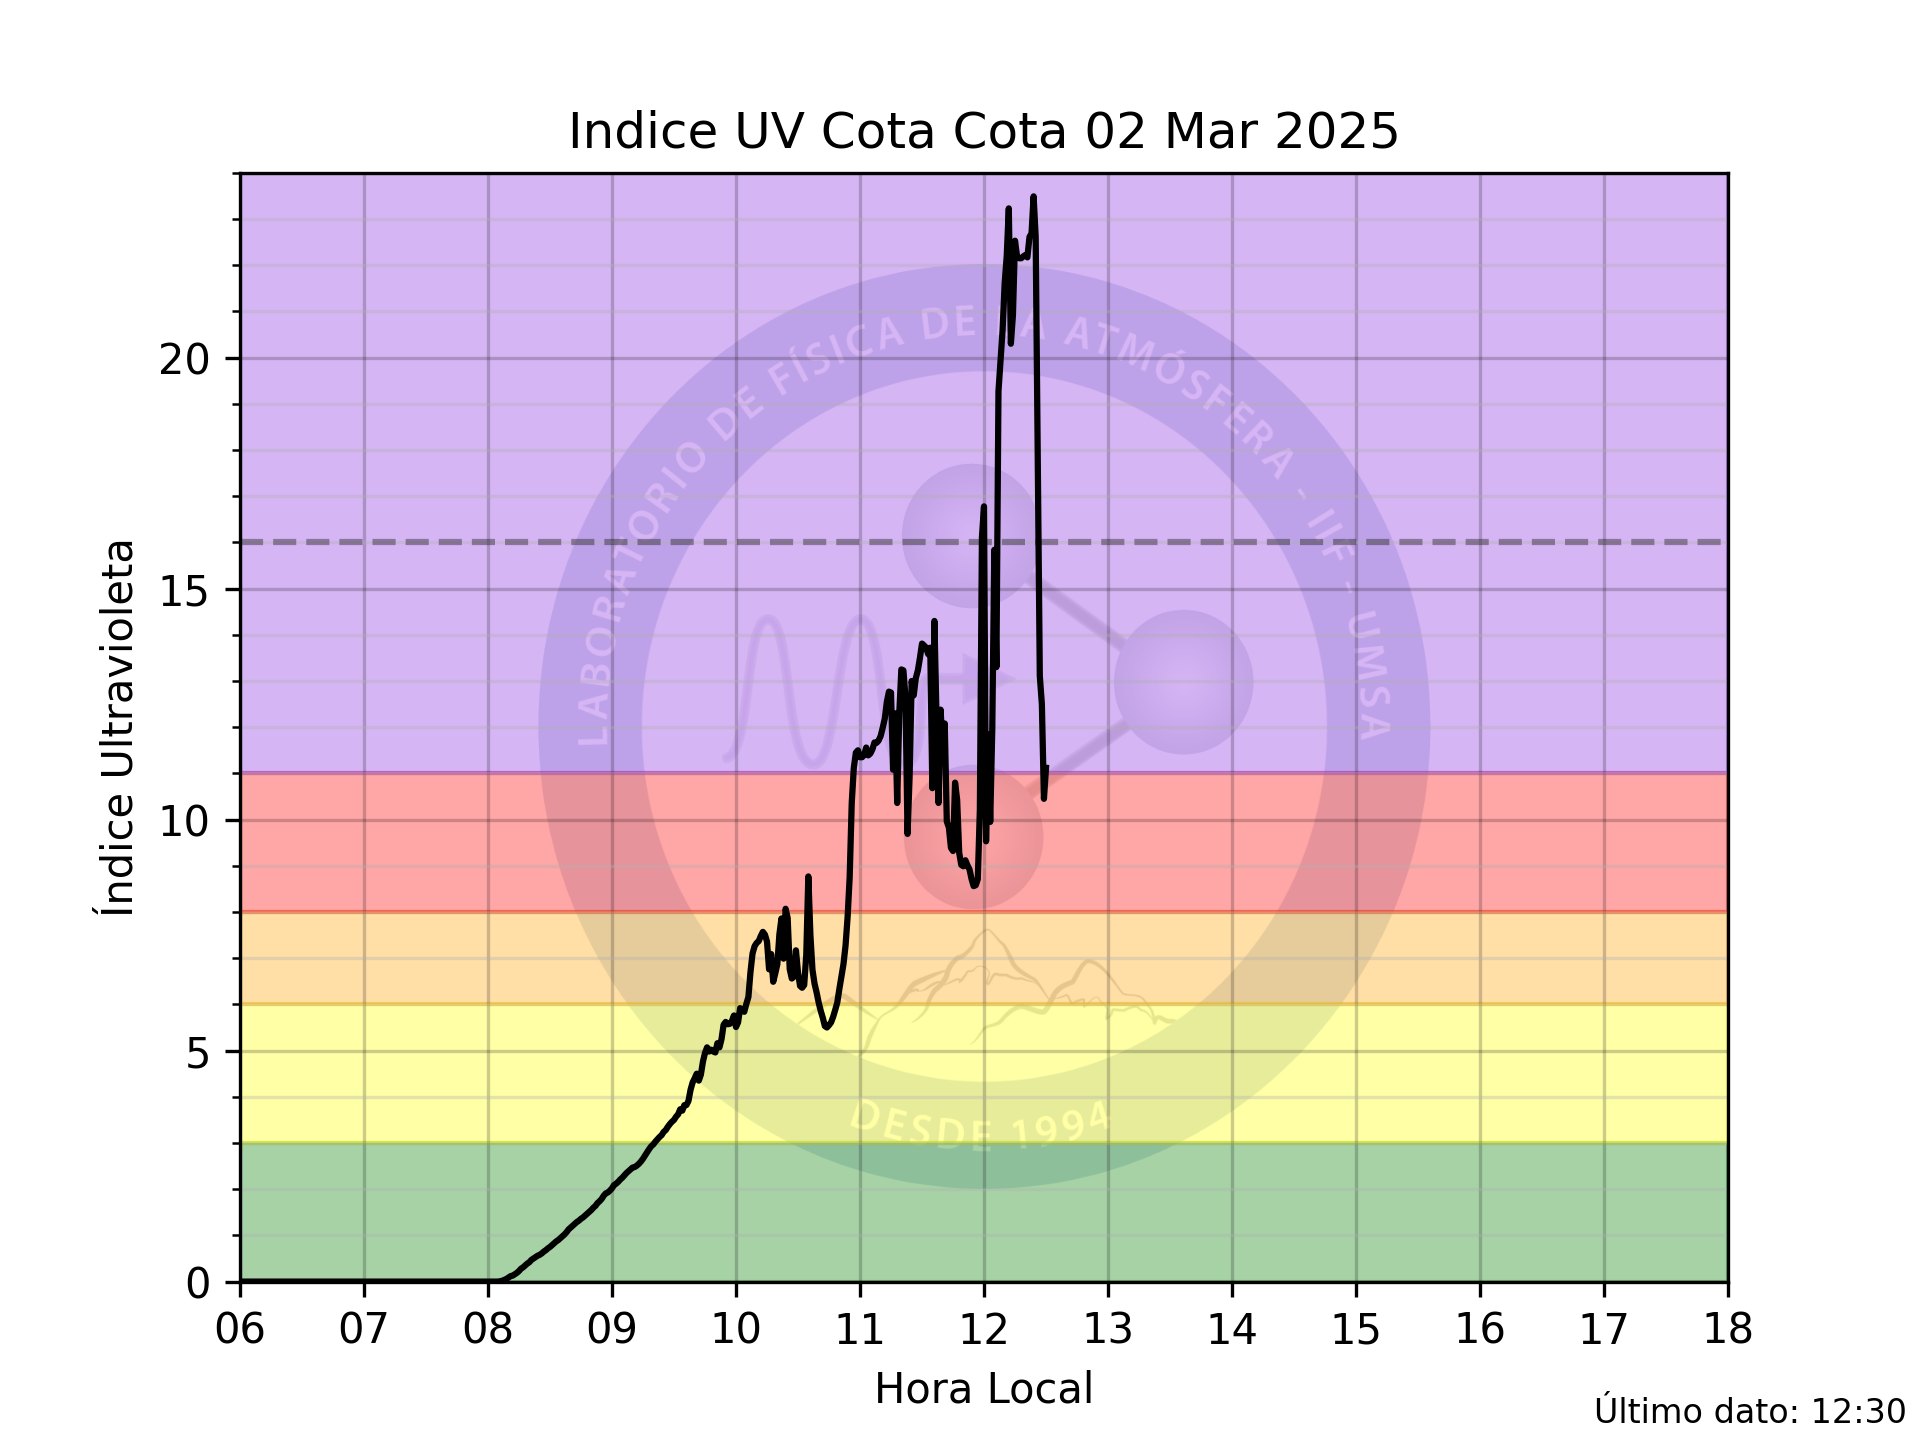 Indice UV Cota Cota 02 Mar 2025
LABORATORIO DE FÍSICA DE LA ATMÓSFERA - IIF - UMSA
DESDE 1994
Índice Ultravioleta
20
15
10
5
0
06 07 08 09 10 11 12 13 14 15 16 17 18
Hora Local
Último dato: 12:30